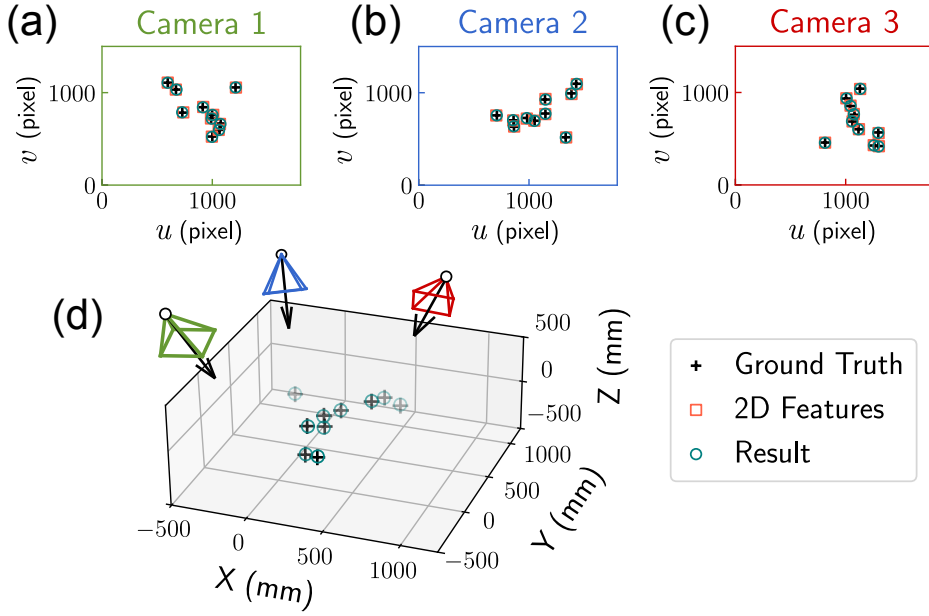 (a) Camera 1
(b) Camera 2
(c) Camera 3
v (pixel)
1000
0
0
1000
u (pixel)
v (pixel)
1000
0
0
1000
u (pixel)
v (pixel)
1000
0
0
1000
u (pixel)
(d)
500
0
−500
Z (mm)
1000
500
0
−500
Y (mm)
−500
0
500
1000
X (mm)
Ground Truth
2D Features
Result